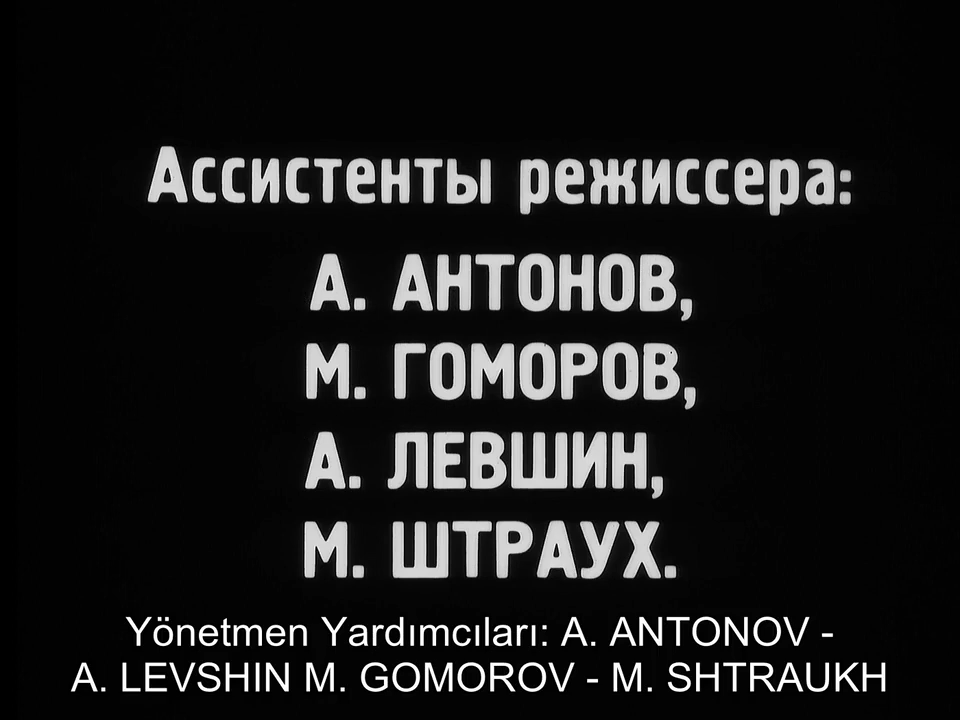 Ассистенты режиссера:
А. АНТОНОВ,
М. ГОМОРОВ,
А. ЛЕВШИН,
М. ШТРАУХ.
Yönetmen Yardımcıları: A. ANTONOV -
A. LEVSHIN M. GOMOROV - M. SHTRAUKH